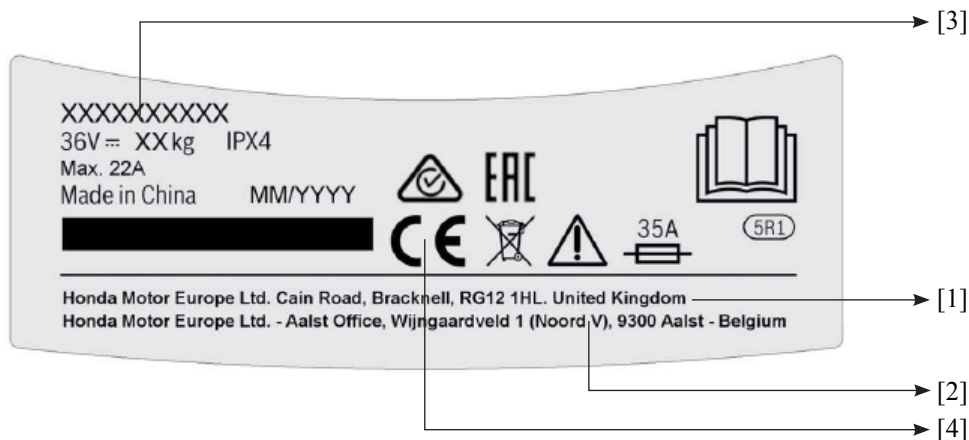 [3]
XXXXXXXXXX
36V XXkg IPX4
Max. 22A
Made in China MM/YYYY
EAC
CE
35A
5R1
Honda Motor Europe Ltd. Cain Road, Bracknell, RG12 1HL. United Kingdom
[1]
Honda Motor Europe Ltd. - Aalst Office, Wijngaardveld 1 (Noord V), 9300 Aalst - Belgium
[2]
[4]